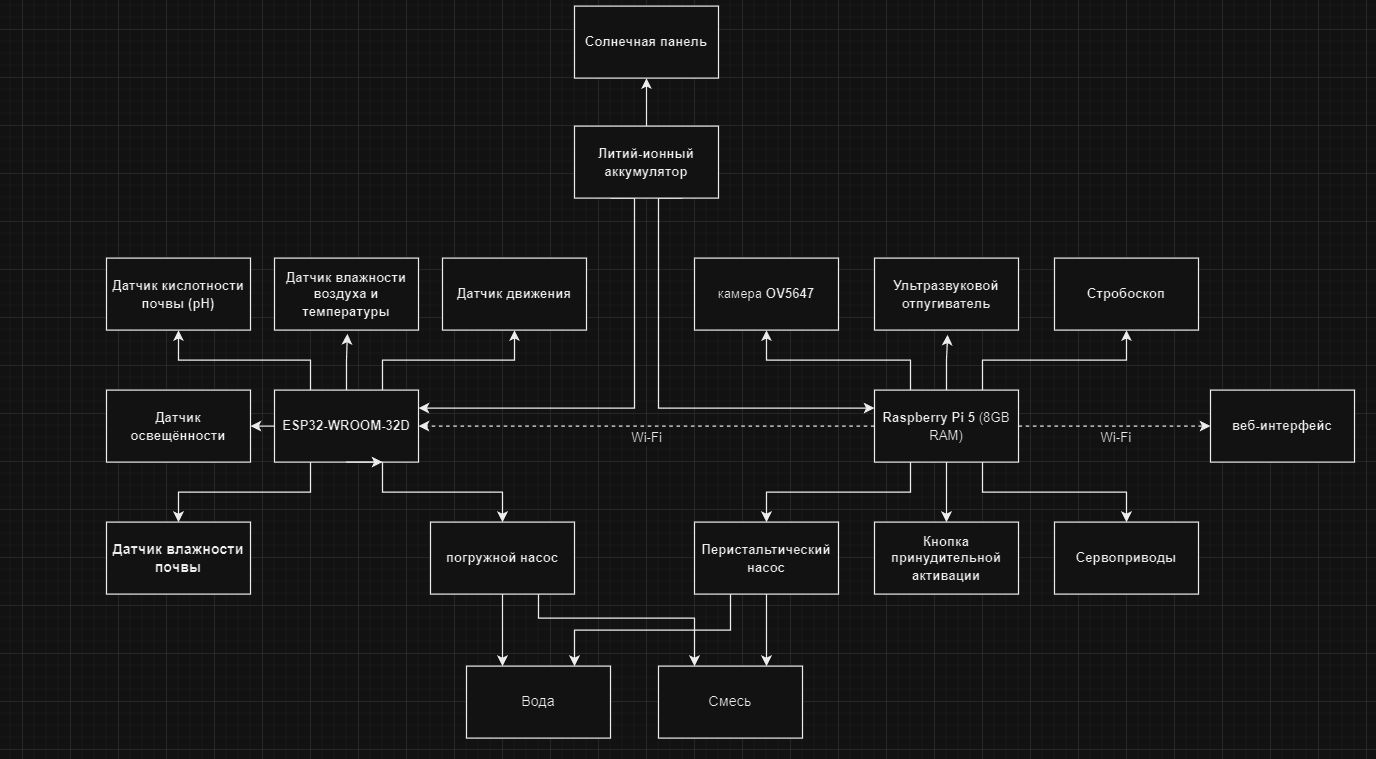 Солнечная панель
Литий-ионный
аккумулятор
Датчик кислотности
почвы (pH)
Датчик влажности
воздуха и
температуры
Датчик движения
камера OV5647
Ультразвуковой
отпугиватель
Стробоскоп
Датчик
освещённости
ESP32-WROOM-32D
Wi-Fi
Raspberry Pi 5 (8GB
RAM)
Wi-Fi
веб-интерфейс
Датчик влажности
почвы
погружной насос
Перистальтический
насос
Кнопка
принудительной
активации
Сервоприводы
Вода
Смесь